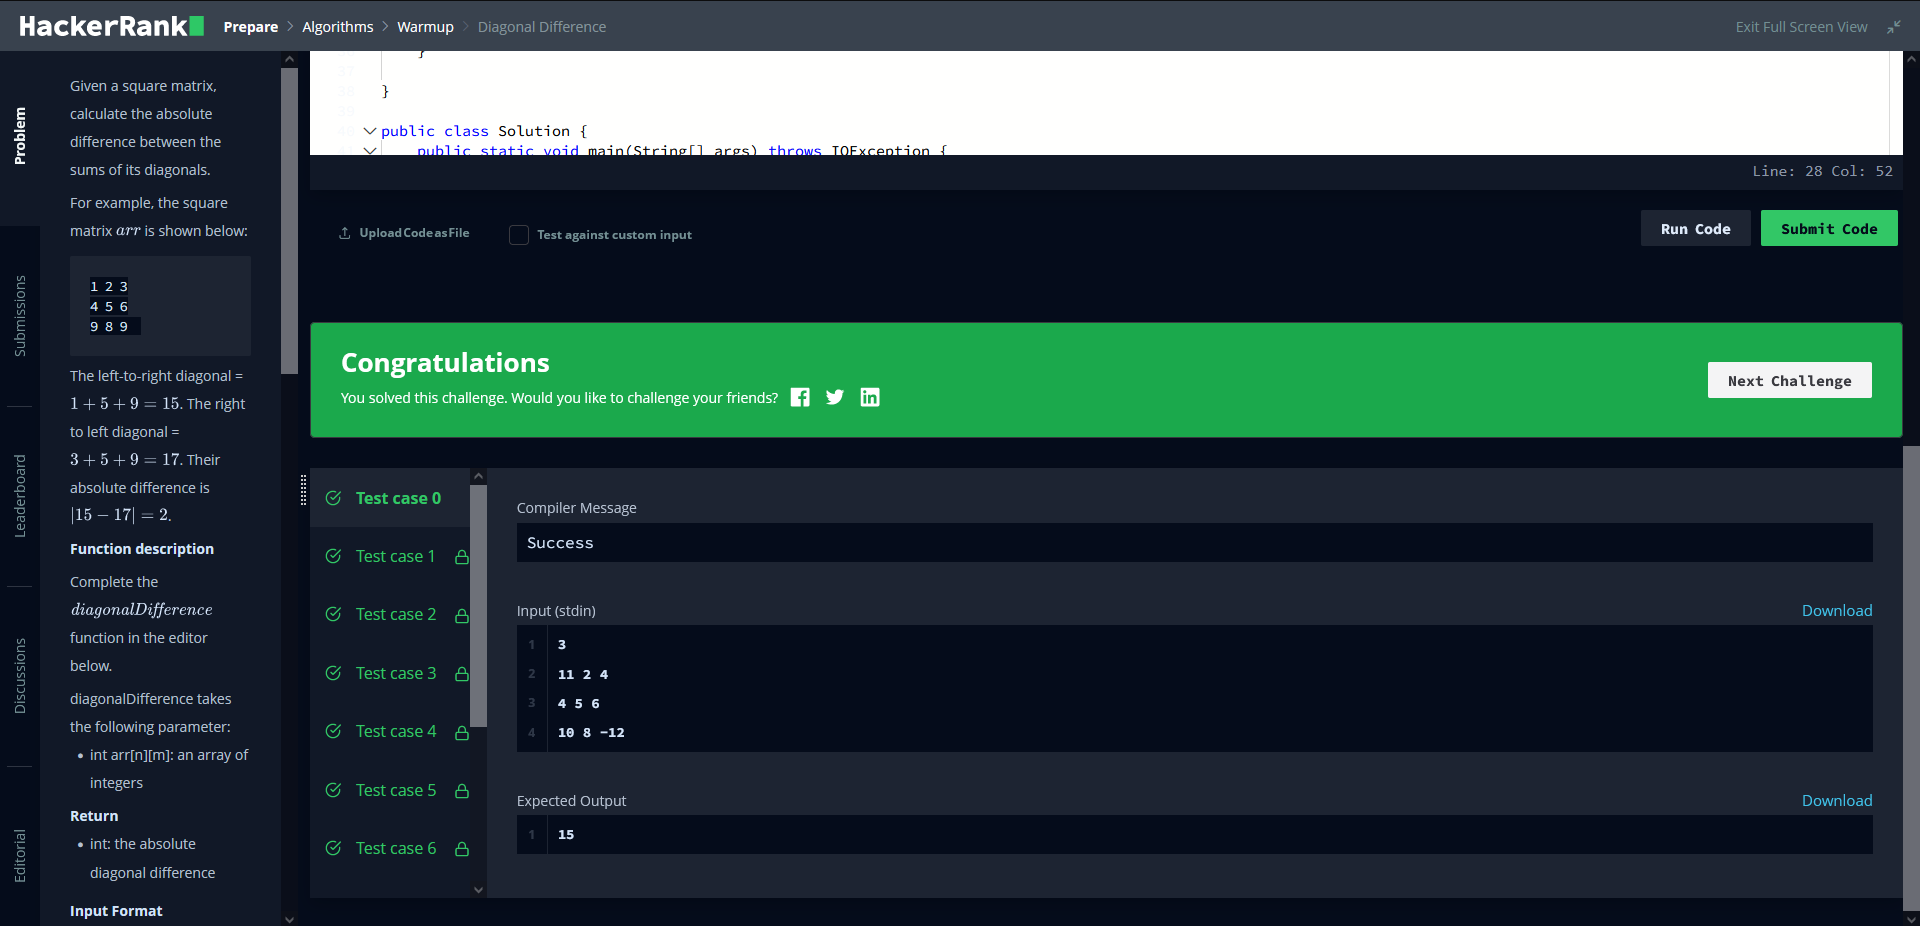 HackerRank
Prepare > Algorithms > Warmup > Diagonal Difference
Exit Full Screen View
Problem
Submissions
Leaderboard
Discussions
Editorial
Given a square matrix,
calculate the absolute
difference between the
sums of its diagonals.
For example, the square
matrix arr is shown below:
1 2 3
4 5 6
9 8 9
The left-to-right diagonal =
1 + 5 + 9 = 15. The right
to left diagonal =
3 + 5 + 9 = 17. Their
absolute difference is
|15 − 17| = 2.
Function description
Complete the
diagonalDifference
function in the editor
below.
diagonalDifference takes
the following parameter:
• int arr[n][m]: an array of
integers
Return
• int: the absolute
diagonal difference
Input Format
}
37
38 }
39
40 public class Solution {
41 public static void main(String[] args) throws IOException {
Line: 28 Col: 52
Upload Code as File
Test against custom input
Run Code
Submit Code
Congratulations
You solved this challenge. Would you like to challenge your friends?
Next Challenge
Test case 0
Test case 1
Test case 2
Test case 3
Test case 4
Test case 5
Test case 6
Compiler Message
Success
Input (stdin)
Download
1 3
2 11 2 4
3 4 5 6
4 10 8 -12
Expected Output
Download
1 15